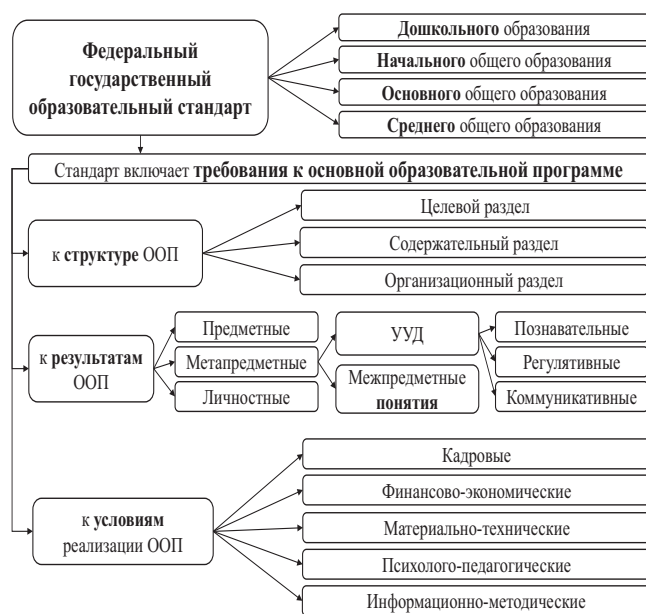 Федеральный
государственный
образовательный стандарт
Дошкольного образования
Начального общего образования
Основного общего образования
Среднего общего образования
Стандарт включает требования к основной образовательной программе
к структуре ООП
Целевой раздел
Содержательный раздел
Организационный раздел
к результатам
ООП
Предметные
Метапредметные
Личностные
УУД
Межпредметные
понятия
Познавательные
Регулятивные
Коммуникативные
к условиям
реализации ООП
Кадровые
Финансово-экономические
Материально-технические
Психолого-педагогические
Информационно-методические